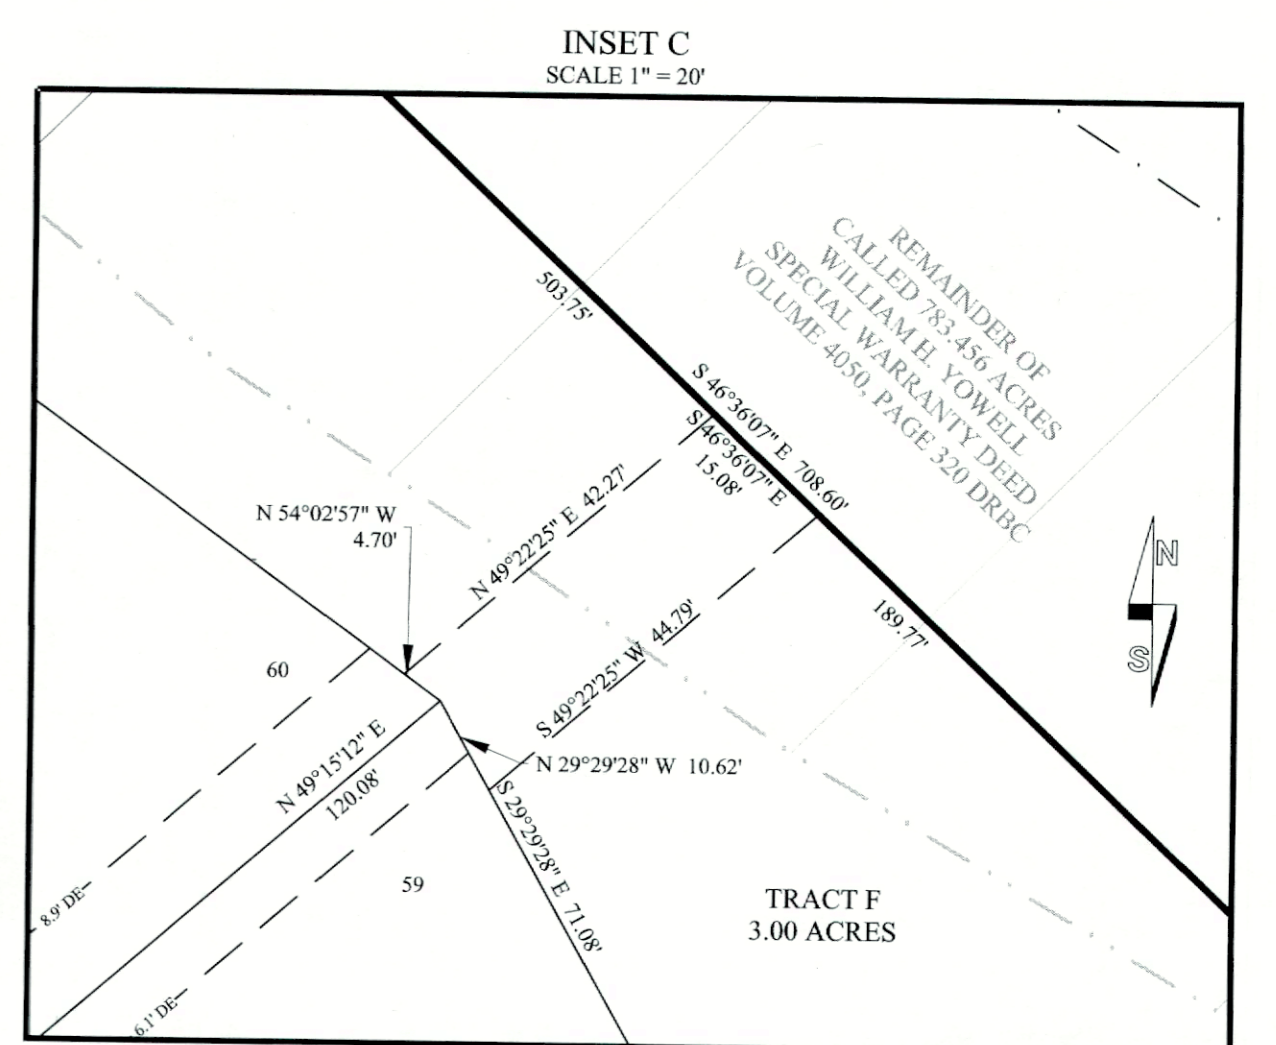 INSET C
SCALE 1" = 20'
REMAINDER OF
CALLED 783.456 ACRES
WILLIAM H. YOWELL
SPECIAL WARRANTY DEED
VOLUME 4050, PAGE 320 DRBC
503.75'
S 46°36'07" E 708.60'
S 46°36'07" E
15.08'
N 49°22'25" E 42.27'
N 54°02'57" W
4.70'
N
S
189.77'
S 49°22'25" W 44.79'
60
N 49°15'12" E
120.08'
N 29°29'28" W 10.62'
S 29°29'28" E 71.08'
59
8.9' DE
6.1' DE
TRACT F
3.00 ACRES